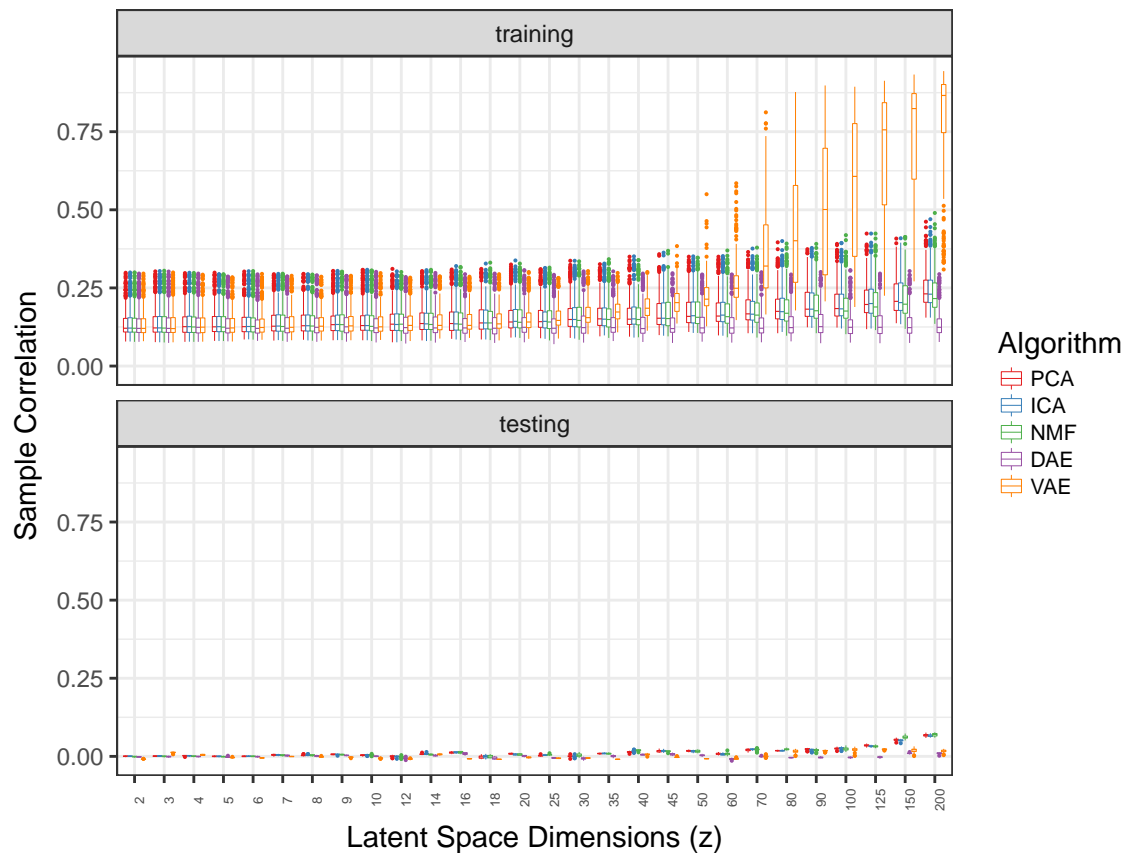 training
0.75
0.50
0.25
0.00
testing
0.75
0.50
0.25
0.00
Sample Correlation
2 3 4 5 6 7 8 9 10 12 14 16 18 20 25 30 35 40 45 50 60 70 80 90 100 125 150 200
Latent Space Dimensions (z)
Algorithm
PCA
ICA
NMF
DAE
VAE